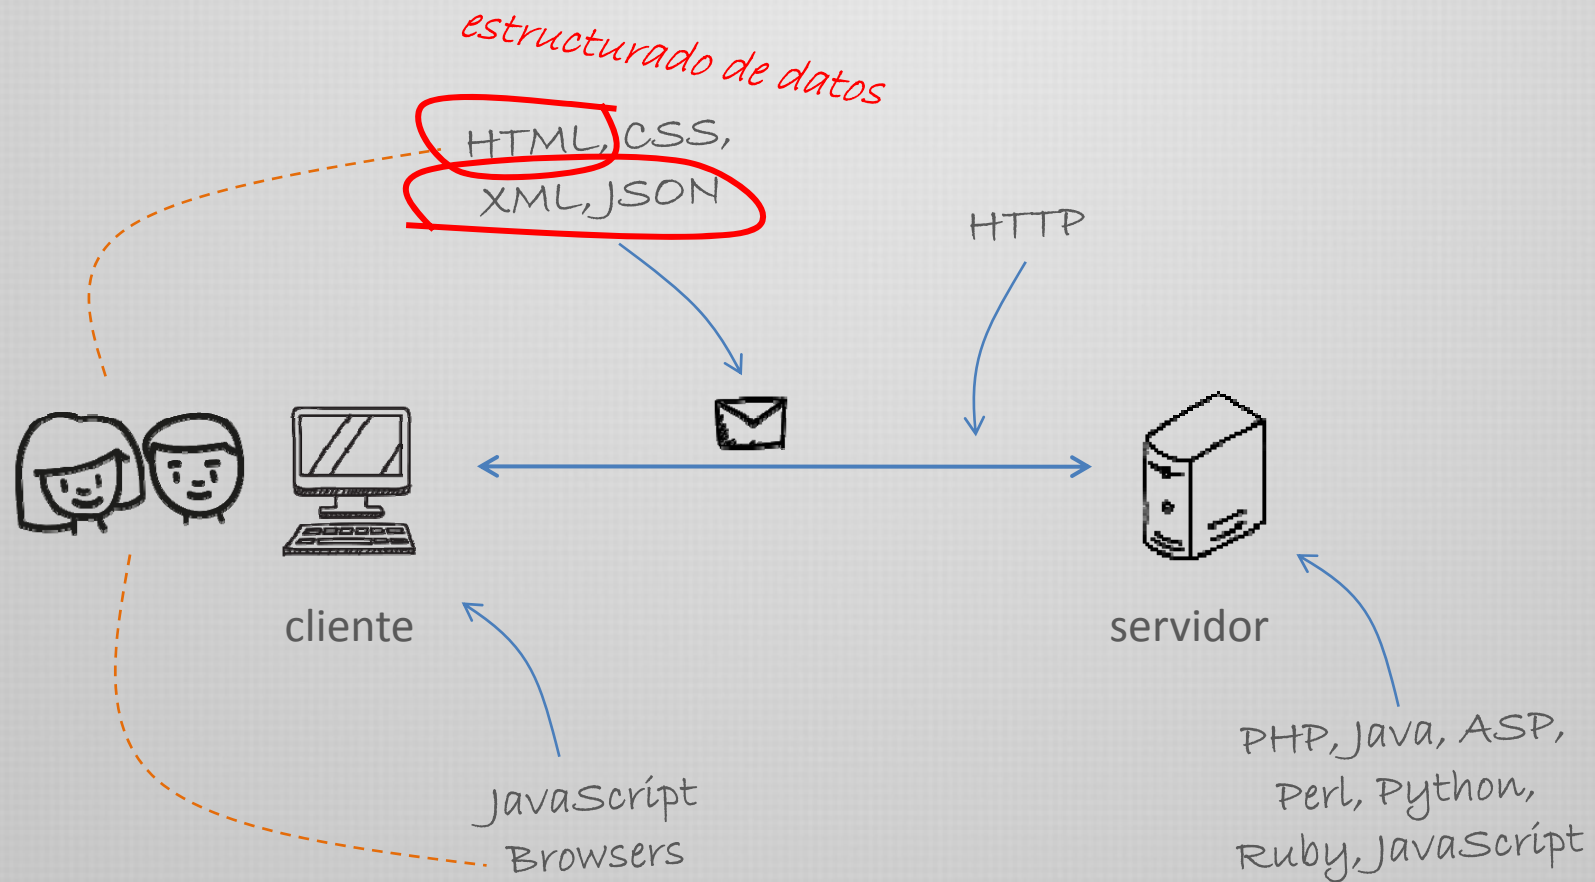 estructurado de datos
HTML, CSS,
XML, JSON
HTTP
cliente
servidor
JavaScript
Browsers
PHP, Java, ASP,
Perl, Python,
Ruby, JavaScript